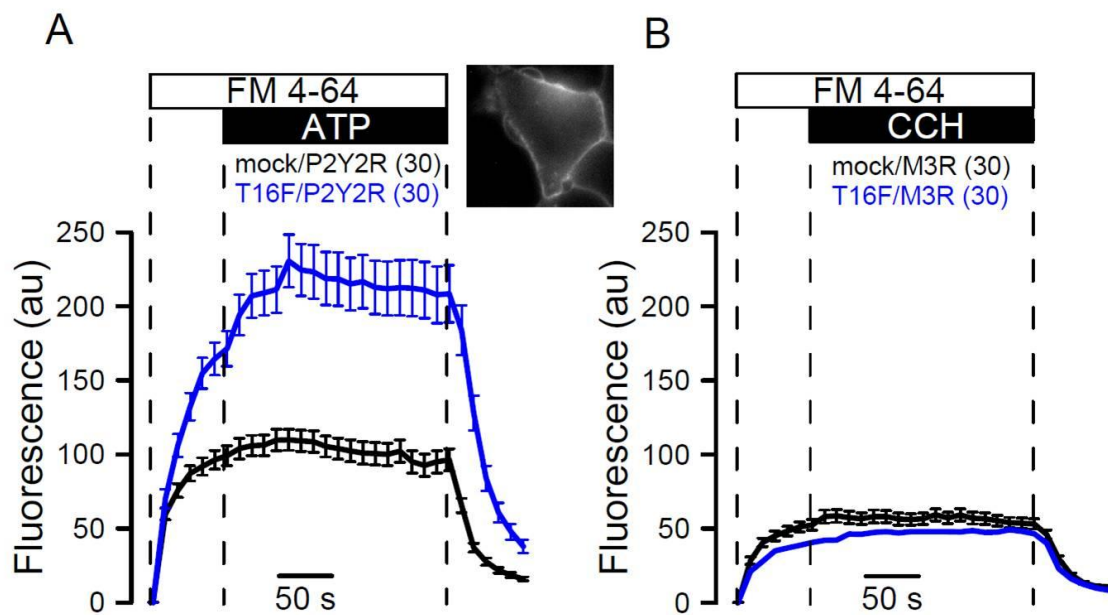 A
FM 4-64
ATP
mock/P2Y2R (30)
T16F/P2Y2R (30)
Fluorescence (au)
250
200
150
100
50
0
50 s
B
FM 4-64
CCH
mock/M3R (30)
T16F/M3R (30)
Fluorescence (au)
250
200
150
100
50
0
50 s